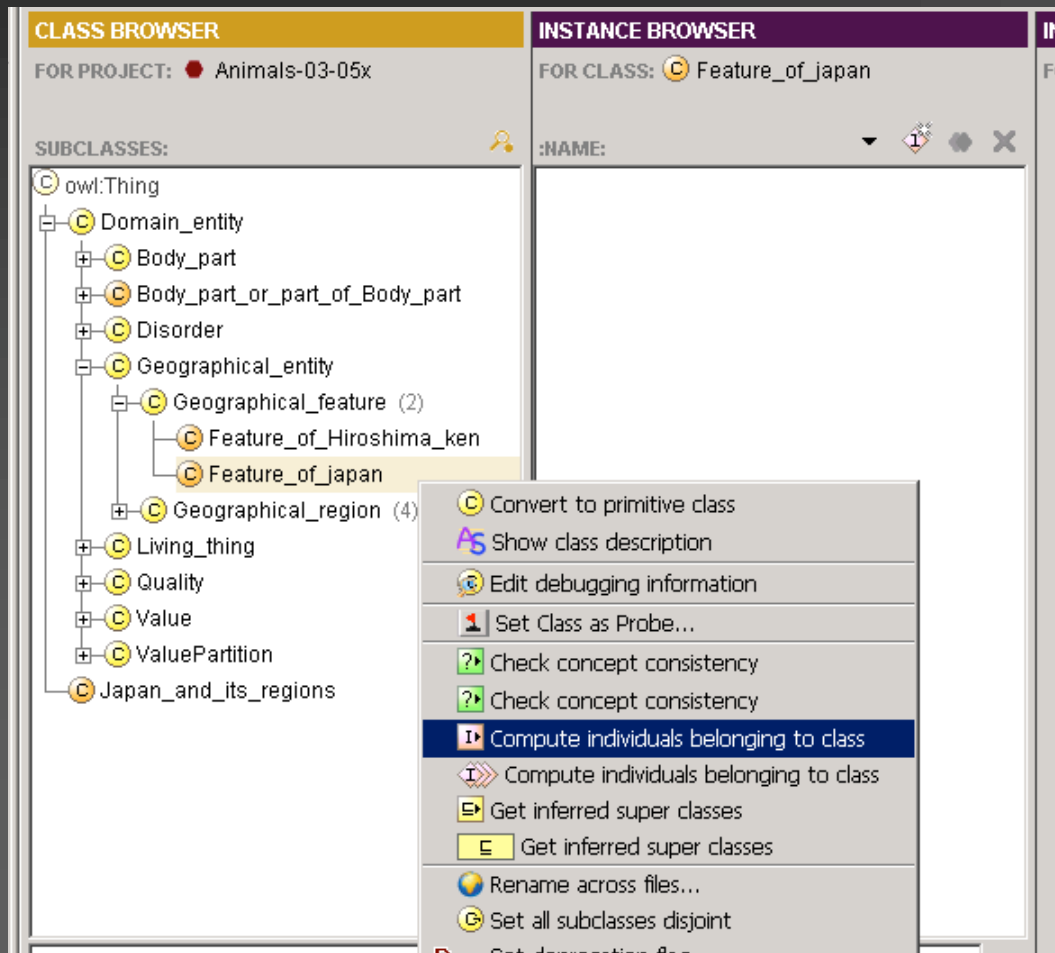 CLASS BROWSER
FOR PROJECT: Animals-03-05x
SUBCLASSES:
owl:Thing
Domain_entity
Body_part
Body_part_or_part_of_Body_part
Disorder
Geographical_entity
Geographical_feature (2)
Feature_of_Hiroshima_ken
Feature_of_japan
Geographical_region (4)
Living_thing
Quality
Value
ValuePartition
Japan_and_its_regions
INSTANCE BROWSER
FOR CLASS: Feature_of_japan
:NAME:
Convert to primitive class
Show class description
Edit debugging information
Set Class as Probe...
Check concept consistency
Check concept consistency
Compute individuals belonging to class
Compute individuals belonging to class
Get inferred super classes
Get inferred super classes
Rename across files...
Set all subclasses disjoint